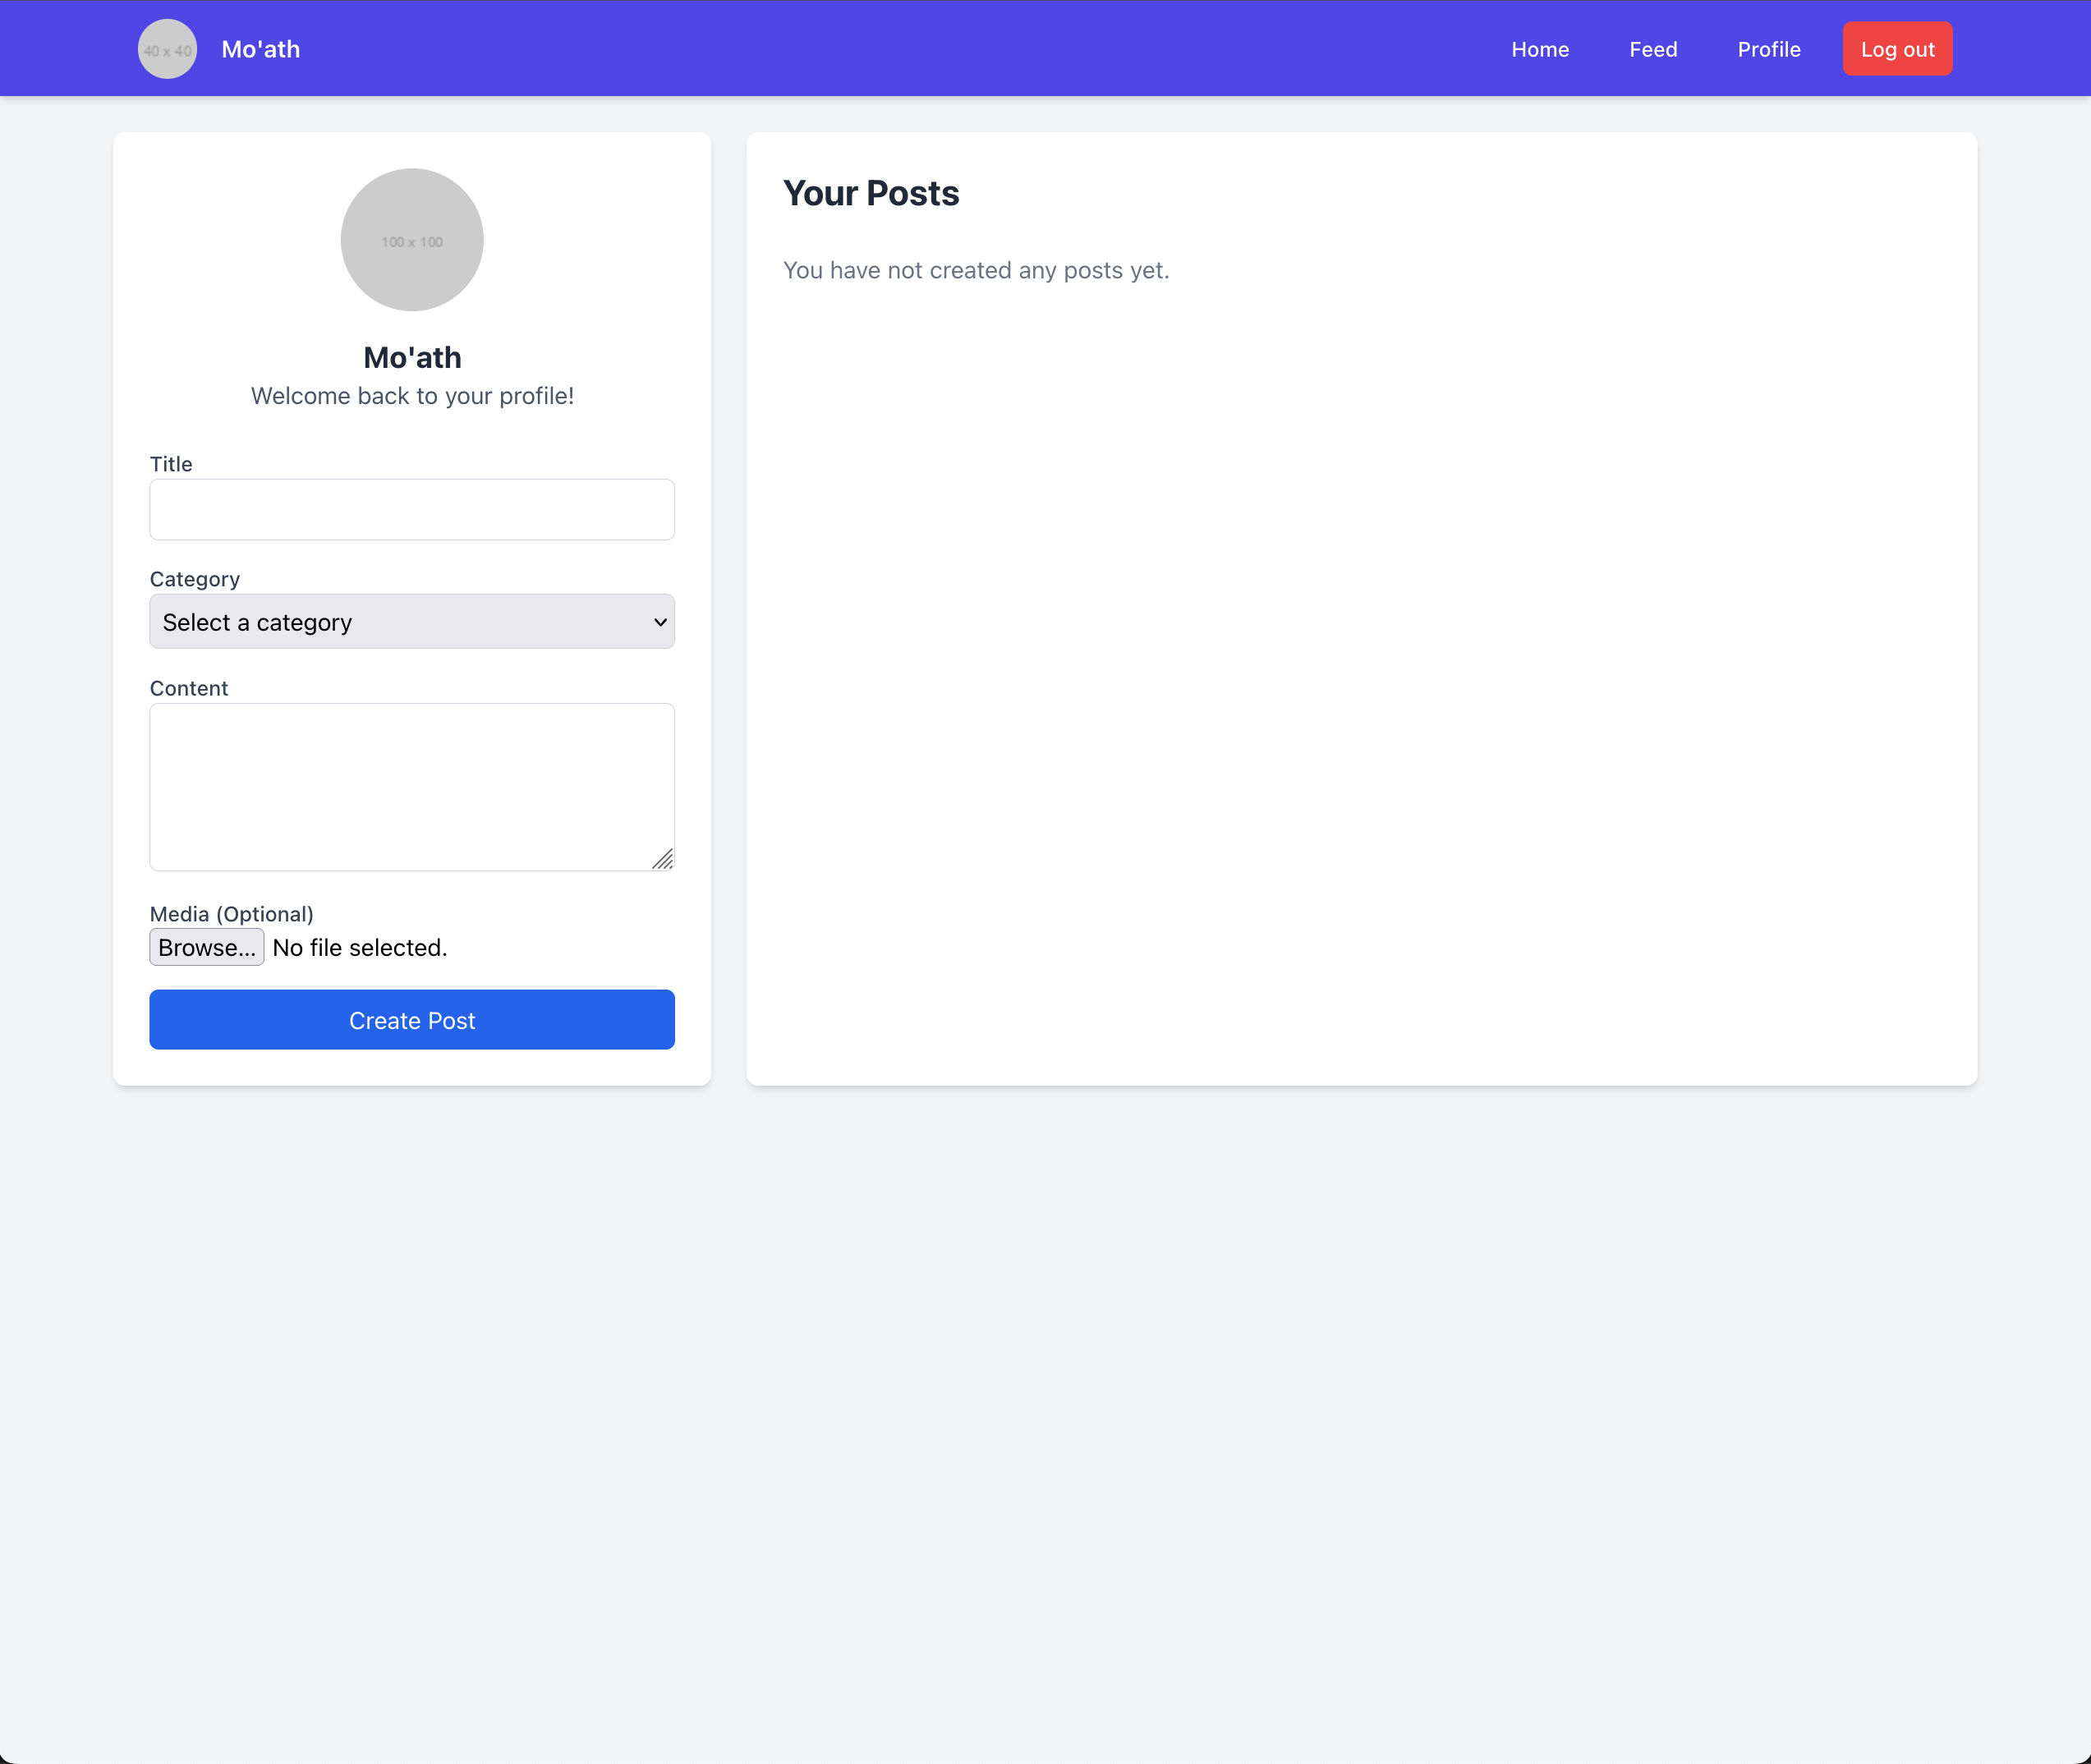 40 x 40
Mo'ath
Home
Feed
Profile
Log out
100 x 100
Mo'ath
Welcome back to your profile!
Title
Category
Select a category
Content
Media (Optional)
Browse... No file selected.
Create Post
Your Posts
You have not created any posts yet.